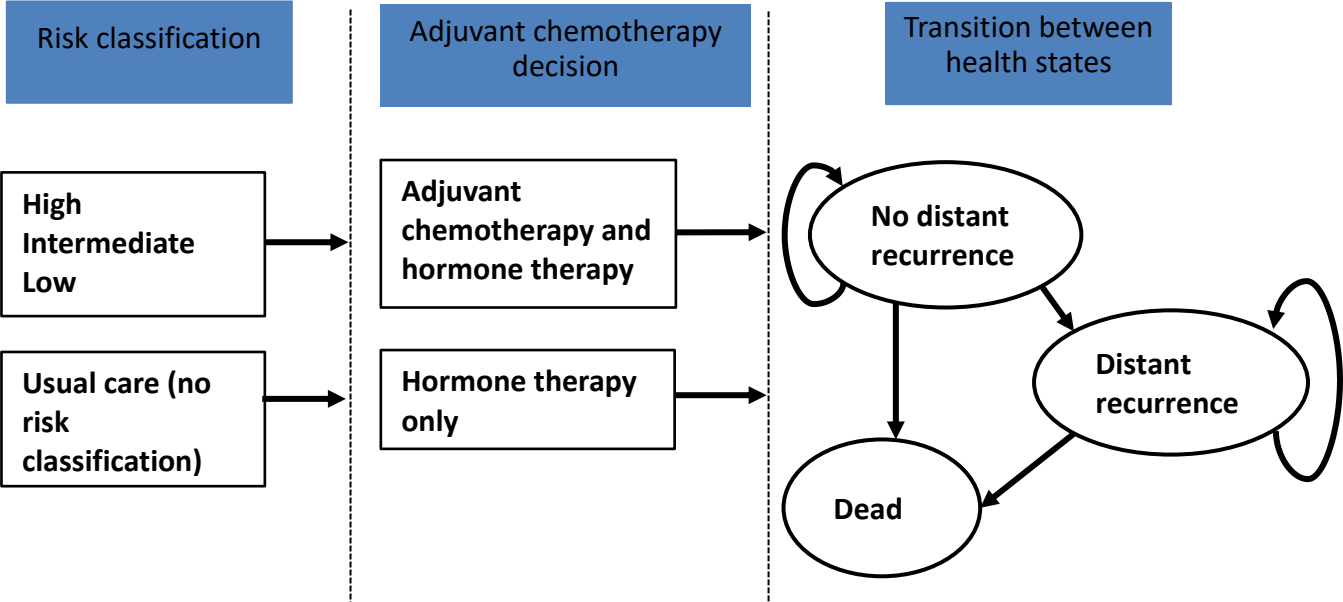 Risk classification
Adjuvant chemotherapy
decision
Transition between
health states
High
Intermediate
Low
Usual care (no
risk
classification)
Adjuvant
chemotherapy and
hormone therapy
Hormone therapy
only
No distant
recurrence
Distant
recurrence
Dead